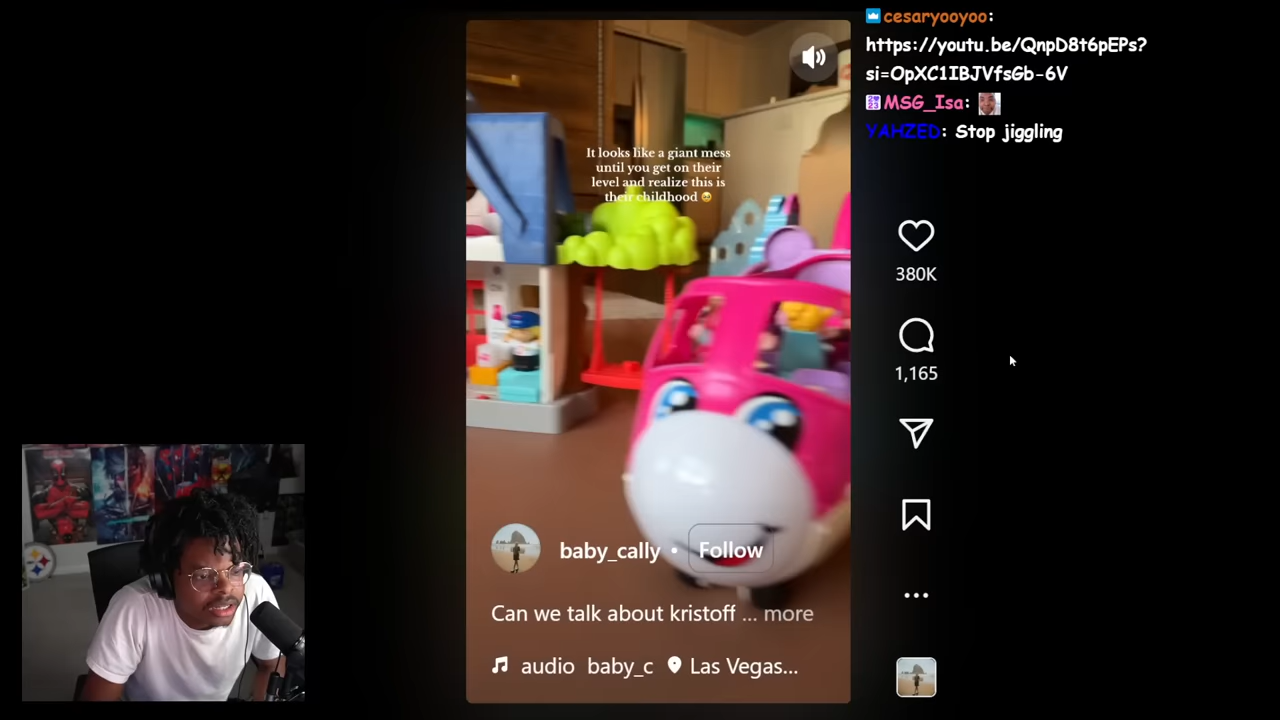 cesaryooyoo:
https://youtu.be/QnpD8t6pEPs?
si=OpXC1IBJVfsGb-6V
MSG_Isa:
YAHZED: Stop jiggling
It looks like a giant mess
until you get on their
level and realize this is
their childhood 🥹
380K
1,165
baby_cally • Follow
Can we talk about kristoff ... more
audio baby_c Las Vegas...